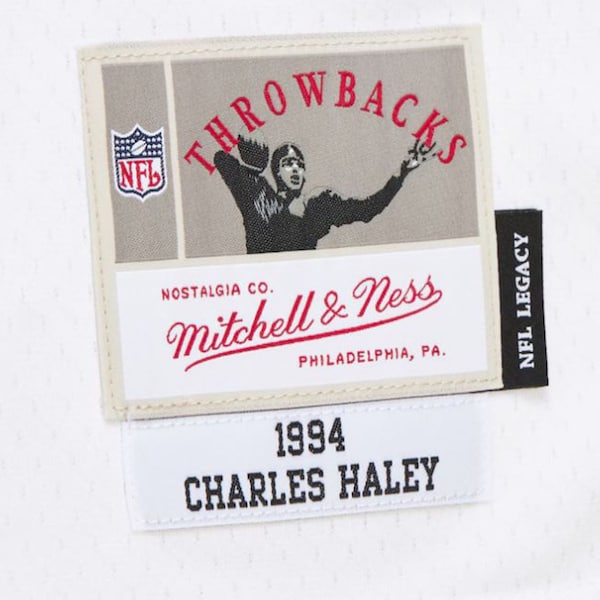 THROWBACKS
NFL
NOSTALGIA CO.
Mitchell & Ness
PHILADELPHIA, PA.
NFL LEGACY
1994
CHARLES HALEY